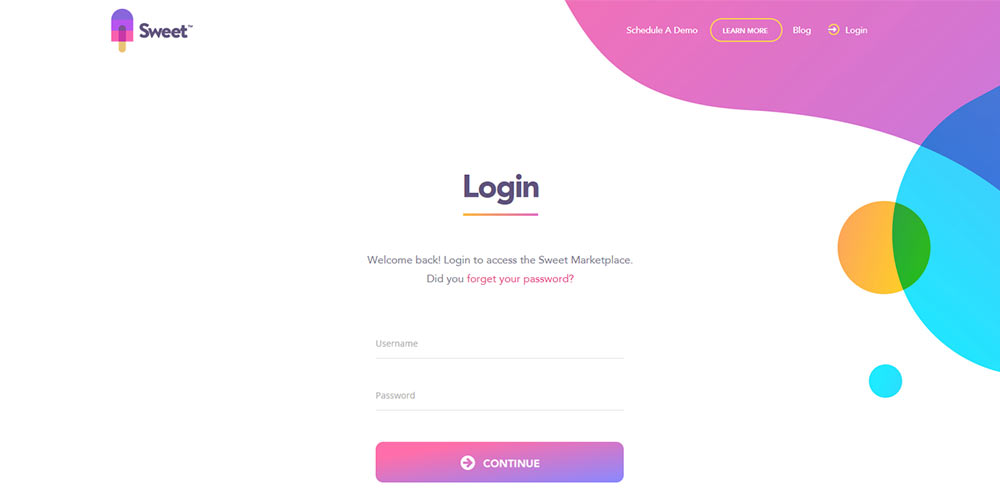 Sweet™
Schedule A Demo
LEARN MORE
Blog
Login
Login
Welcome back! Login to access the Sweet Marketplace.
Did you forget your password?
Username
Password
CONTINUE